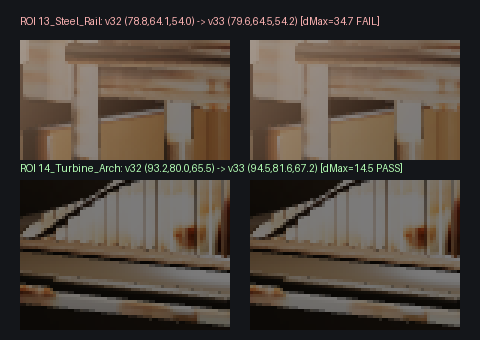 ROI 13_Steel_Rail: v32 (78.8,64.1,54.0) -> v33 (79.6,64.5,54.2) [dMax=34.7 FAIL]
ROI 14_Turbine_Arch: v32 (93.2,80.0,65.5) -> v33 (94.5,81.6,67.2) [dMax=14.5 PASS]